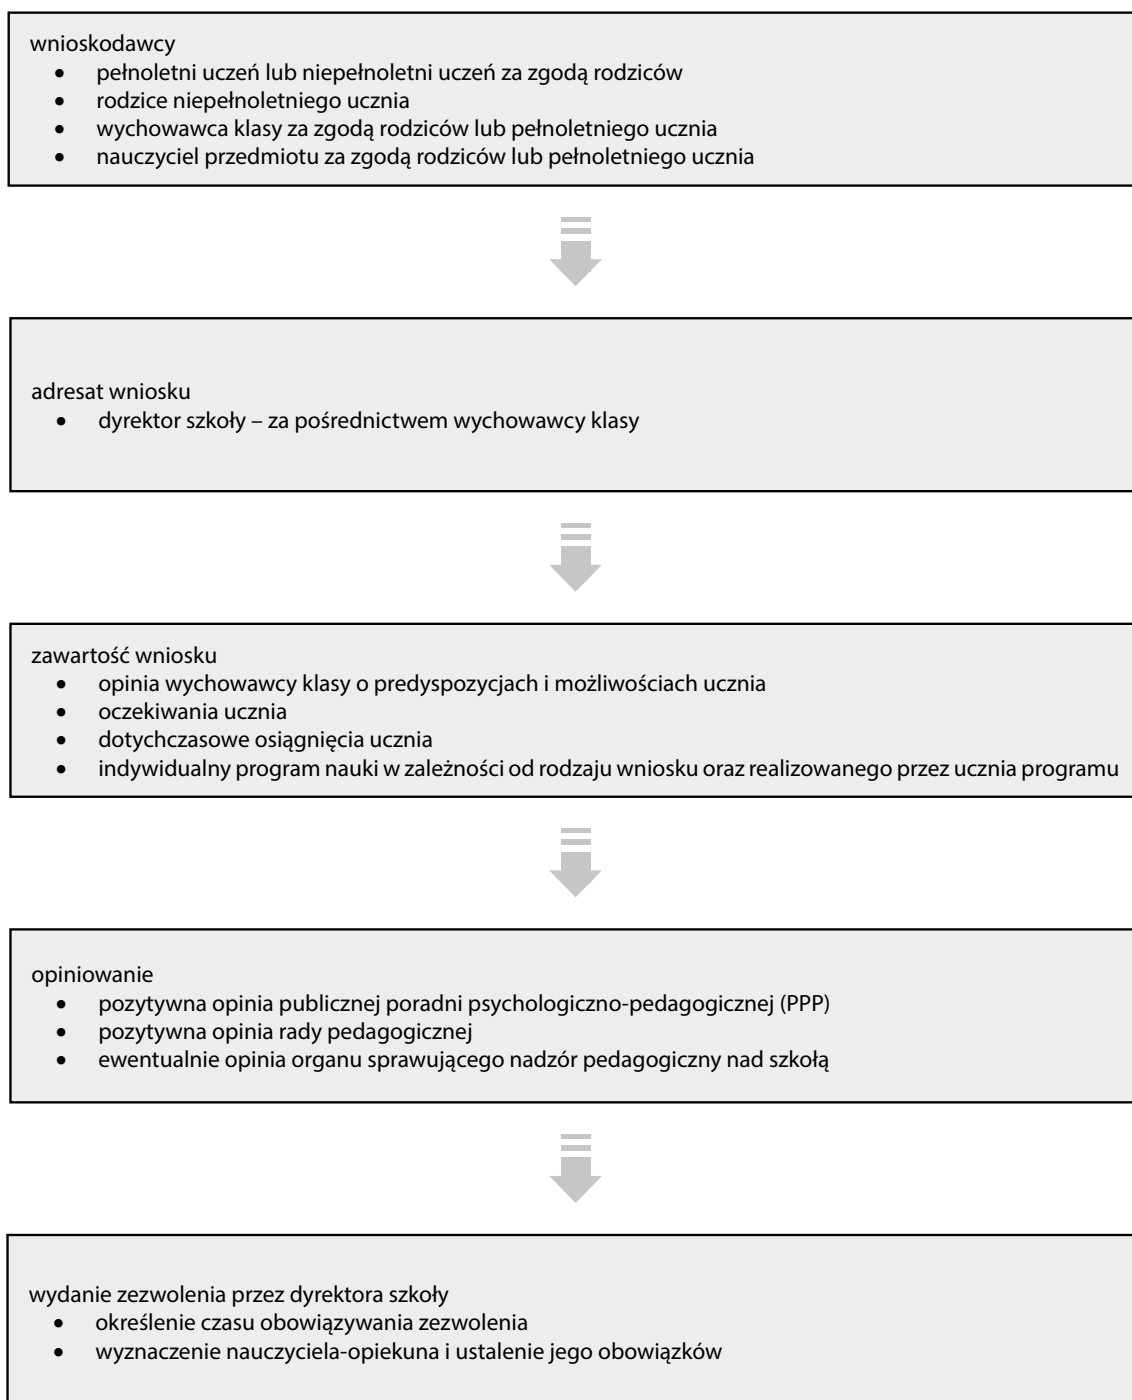 wnioskodawcy
• pełnoletni uczeń lub niepełnoletni uczeń za zgodą rodziców
• rodzice niepełnoletniego ucznia
• wychowawca klasy za zgodą rodziców lub pełnoletniego ucznia
• nauczyciel przedmiotu za zgodą rodziców lub pełnoletniego ucznia
adresat wniosku
• dyrektor szkoły – za pośrednictwem wychowawcy klasy
zawartość wniosku
• opinia wychowawcy klasy o predyspozycjach i możliwościach ucznia
• oczekiwania ucznia
• dotychczasowe osiągnięcia ucznia
• indywidualny program nauki w zależności od rodzaju wniosku oraz realizowanego przez ucznia programu
opiniowanie
• pozytywna opinia publicznej poradni psychologiczno-pedagogicznej (PPP)
• pozytywna opinia rady pedagogicznej
• ewentualnie opinia organu sprawującego nadzór pedagogiczny nad szkołą
wydanie zezwolenia przez dyrektora szkoły
• określenie czasu obowiązywania zezwolenia
• wyznaczenie nauczyciela-opiekuna i ustalenie jego obowiązków